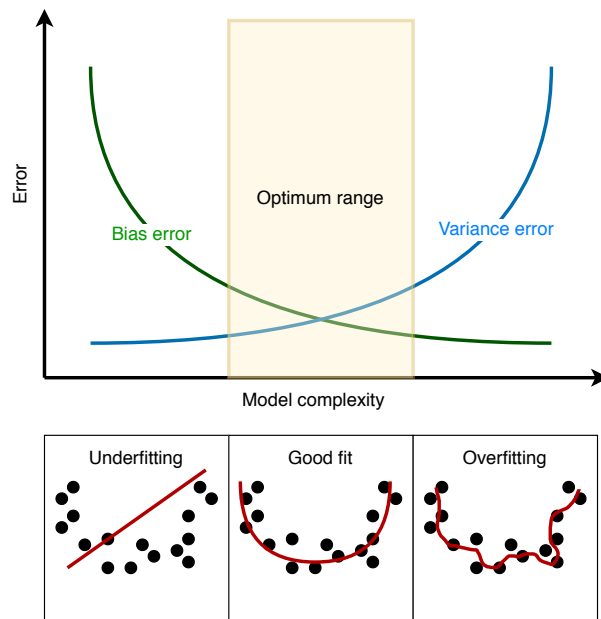 Error
Optimum range
Bias error
Variance error
Model complexity
Underfitting
Good fit
Overfitting